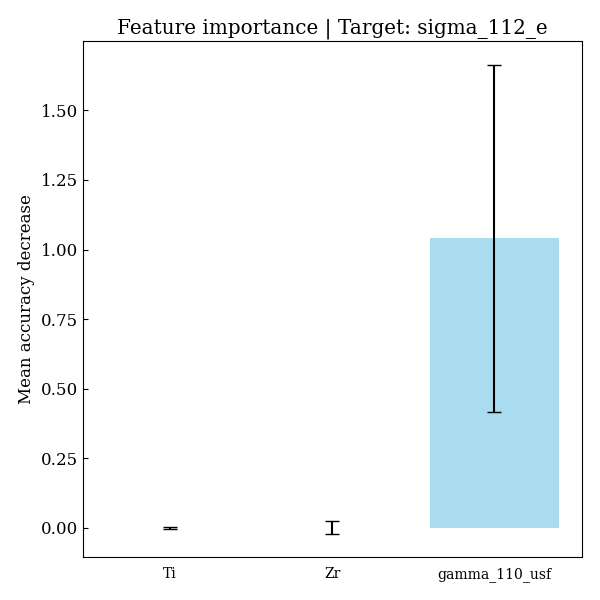 Feature importance | Target: sigma_112_e
Mean accuracy decrease
1.50
1.25
1.00
0.75
0.50
0.25
0.00
Ti
Zr
gamma_110_usf